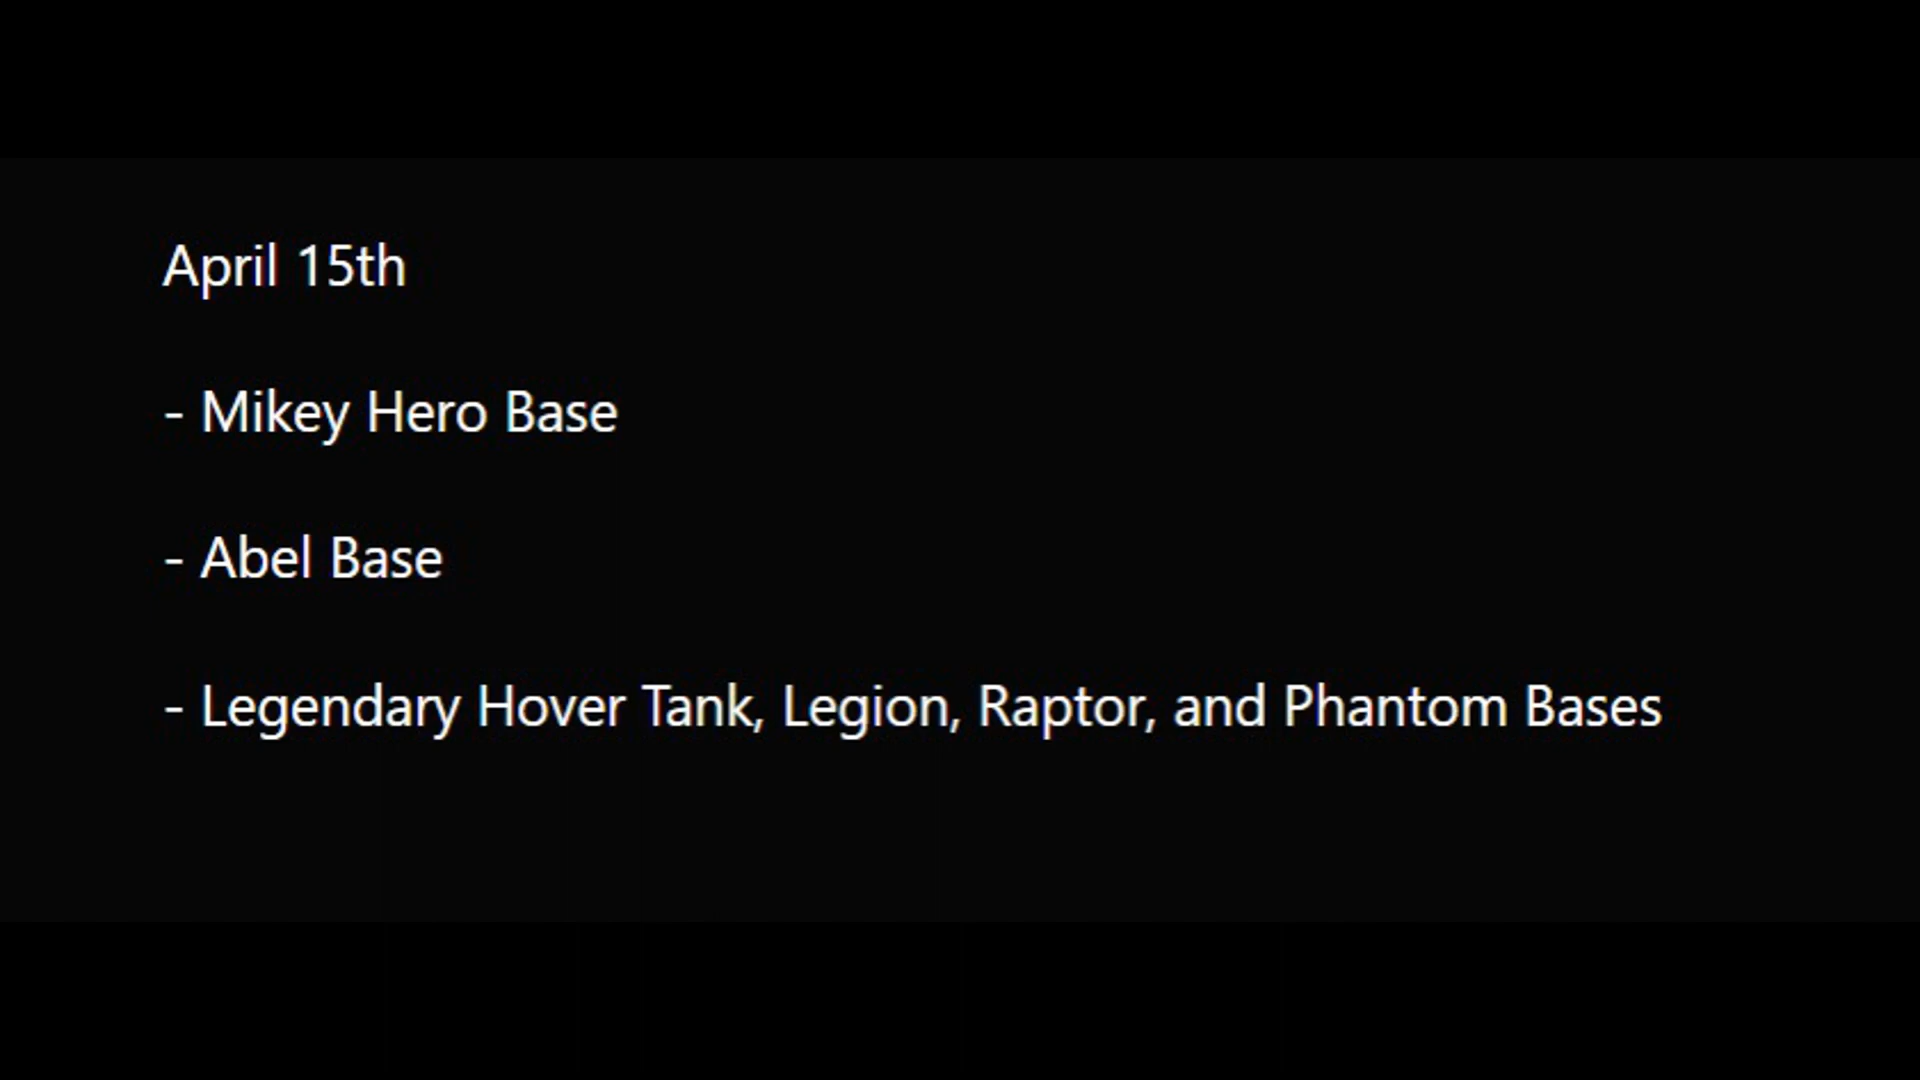 April 15th
- Mikey Hero Base
- Abel Base
- Legendary Hover Tank, Legion, Raptor, and Phantom Bases